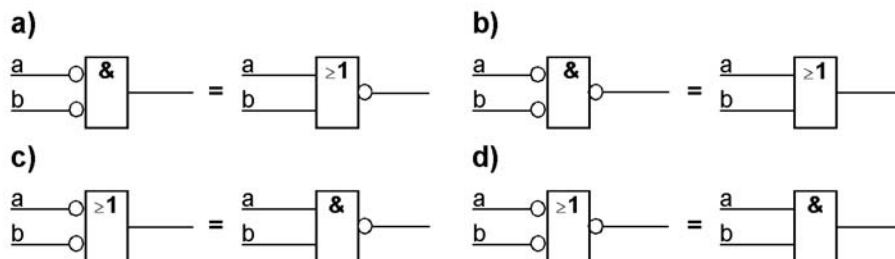 a) b)
a & = a ≥1 a & = a ≥1
b b b b
c) d)
a ≥1 = a & a ≥1 = a &
b b b b